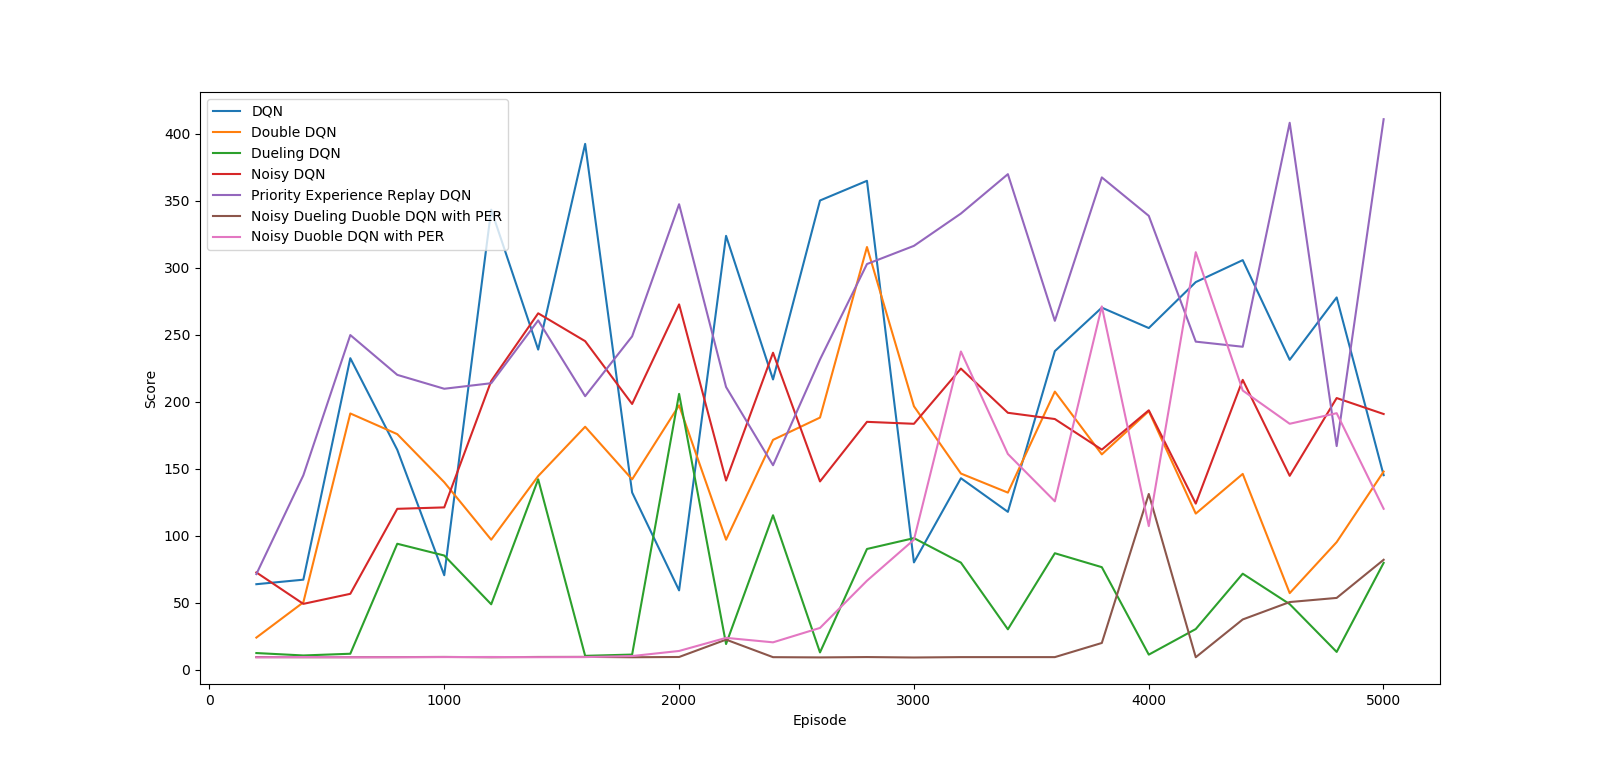 DQN
Double DQN
Dueling DQN
Noisy DQN
Priority Experience Replay DQN
Noisy Dueling Duoble DQN with PER
Noisy Duoble DQN with PER
400
350
300
250
200
150
100
50
0
Score
0 1000 2000 3000 4000 5000
Episode